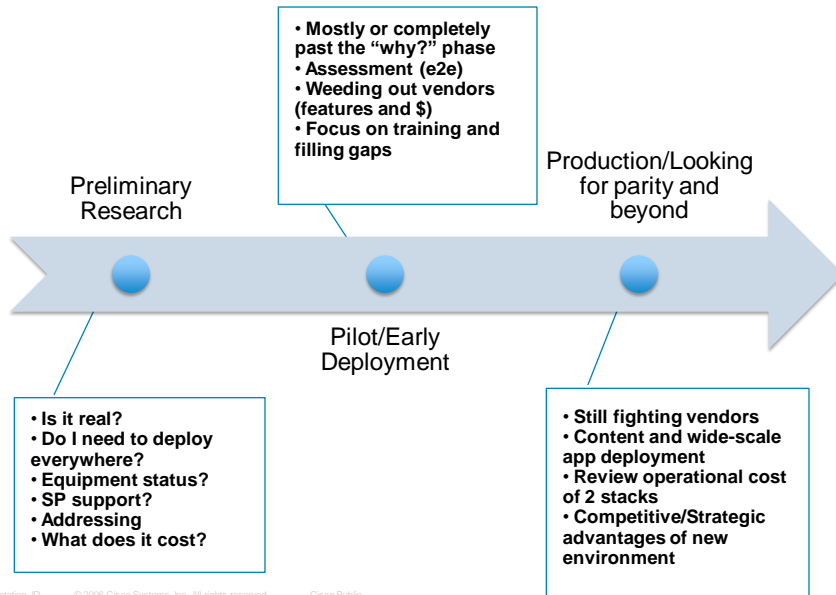 • Mostly or completely
past the “why?” phase
• Assessment (e2e)
• Weeding out vendors
(features and $)
• Focus on training and
filling gaps
Preliminary
Research
Production/Looking
for parity and
beyond
Pilot/Early
Deployment
• Is it real?
• Do I need to deploy
everywhere?
• Equipment status?
• SP support?
• Addressing
• What does it cost?
• Still fighting vendors
• Content and wide-scale
app deployment
• Review operational cost
of 2 stacks
• Competitive/Strategic
advantages of new
environment
Cisco Systems, Inc. All rights reserved.